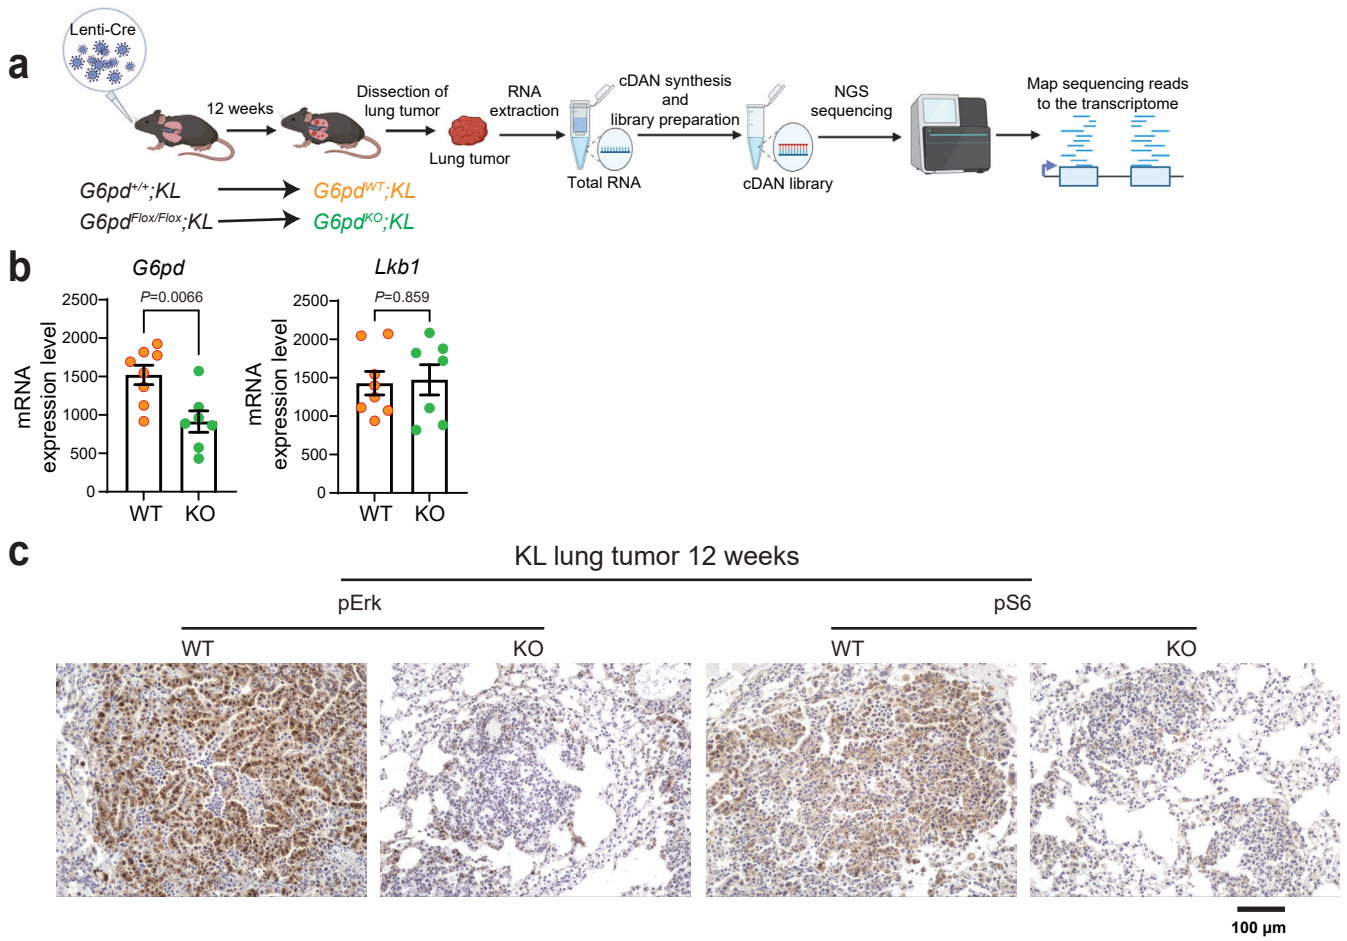 a
Lenti-Cre
12 weeks
Dissection of
lung tumor
Lung tumor
RNA
extraction
Total RNA
cDAN synthesis
and
library preparation
cDAN library
NGS
sequencing
Map sequencing reads
to the transcriptome
G6pd+/+;KL
G6pdWT;KL
G6pdFlox/Flox;KL
G6pdKO;KL
b
G6pd
P=0.0066
mRNA
expression level
2500
2000
1500
1000
500
0
WT KO
Lkb1
P=0.859
mRNA
expression level
2500
2000
1500
1000
500
0
WT KO
c
KL lung tumor 12 weeks
pErk
pS6
WT
KO
WT
KO
100 µm